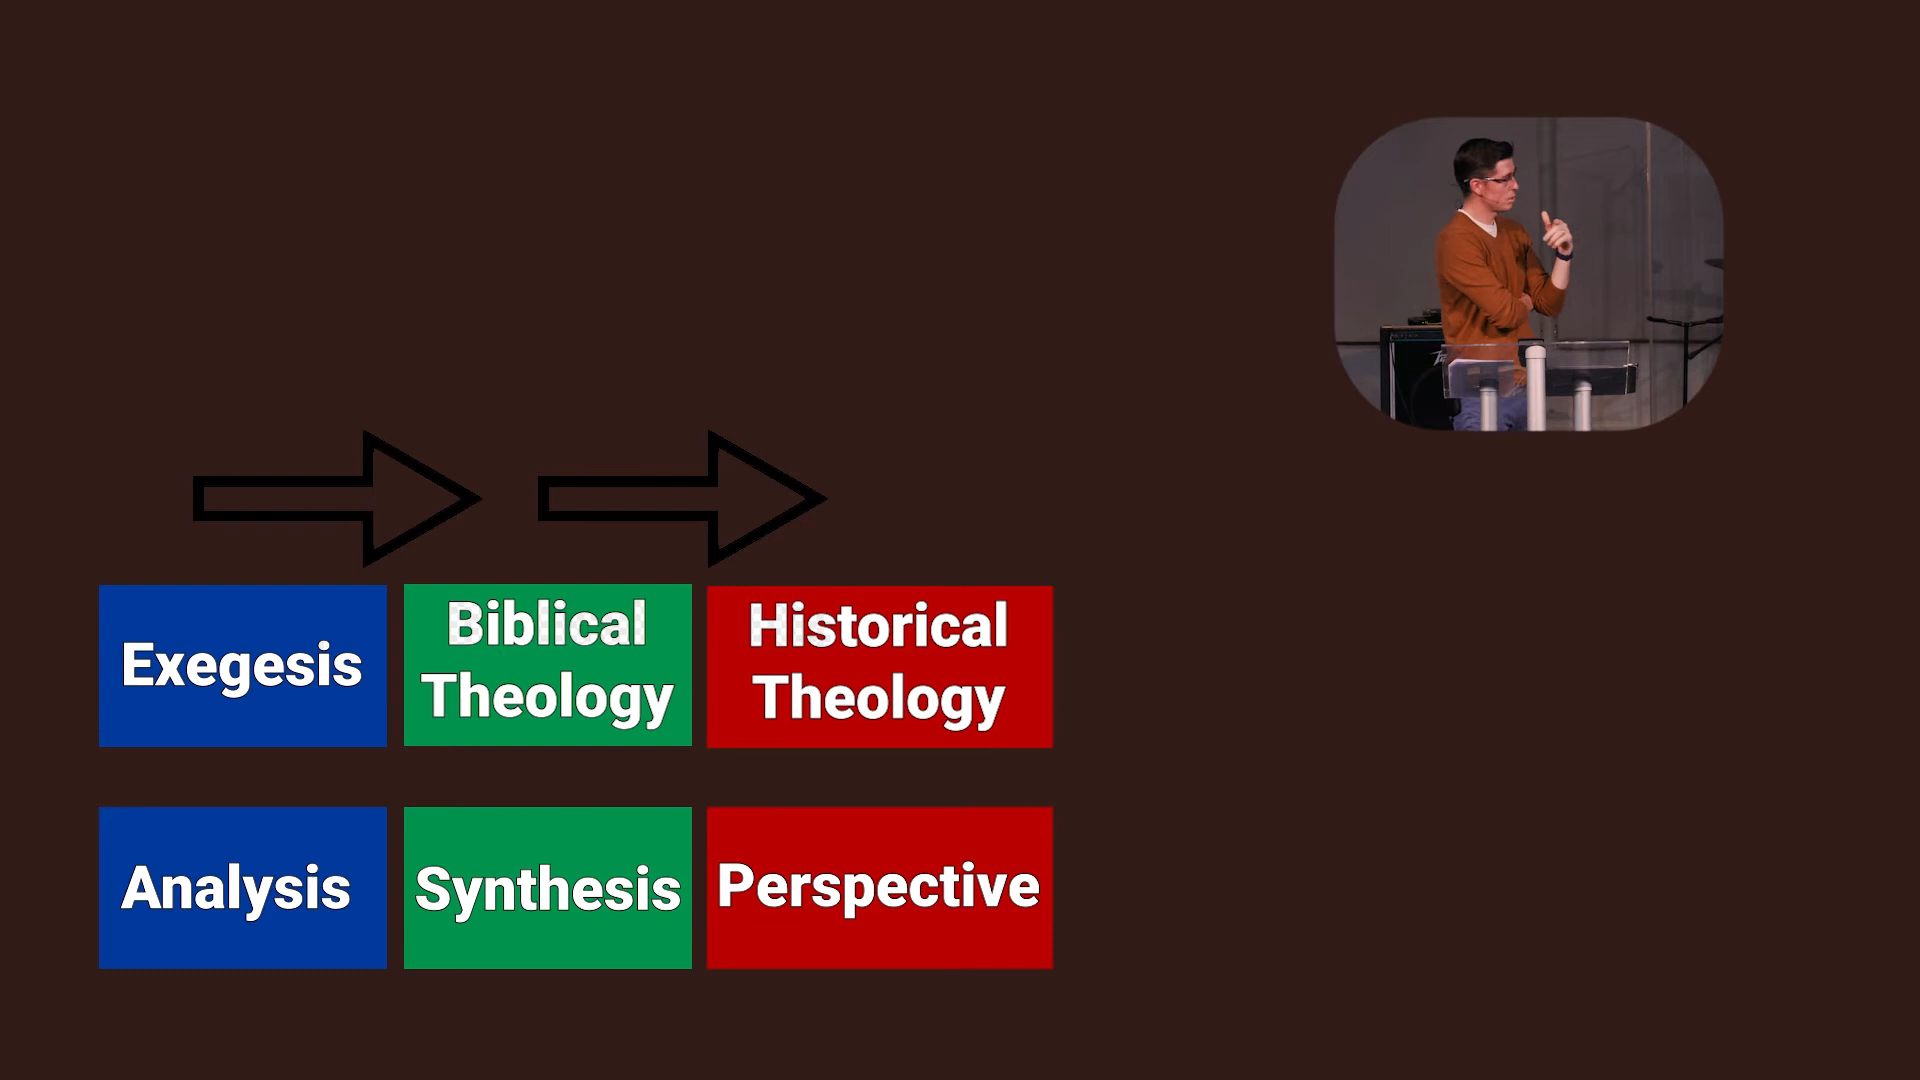 Exegesis
Biblical
Theology
Historical
Theology
Analysis
Synthesis
Perspective